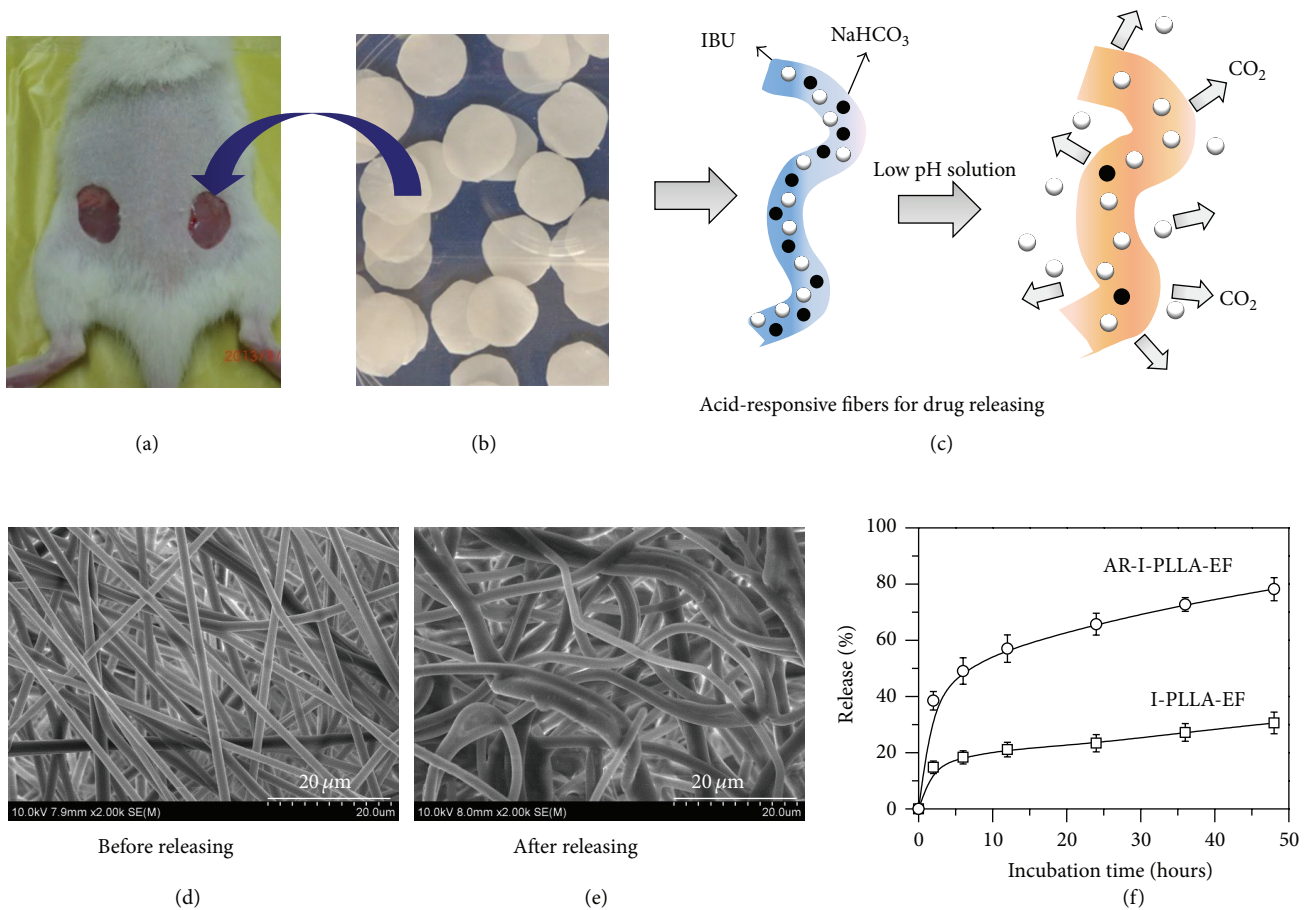 IBU
NaHCO₃
CO₂
Low pH solution
CO₂
Acid-responsive fibers for drug releasing
(a)
(b)
(c)
20 μm
10.0kV 7.9mm x2.00k SE(M)
20.0um
Before releasing
(d)
20 μm
10.0kV 8.0mm x2.00k SE(M)
20.0um
After releasing
(e)
100
80
60
40
20
0
Release (%)
AR-I-PLLA-EF
I-PLLA-EF
0 10 20 30 40 50
Incubation time (hours)
(f)